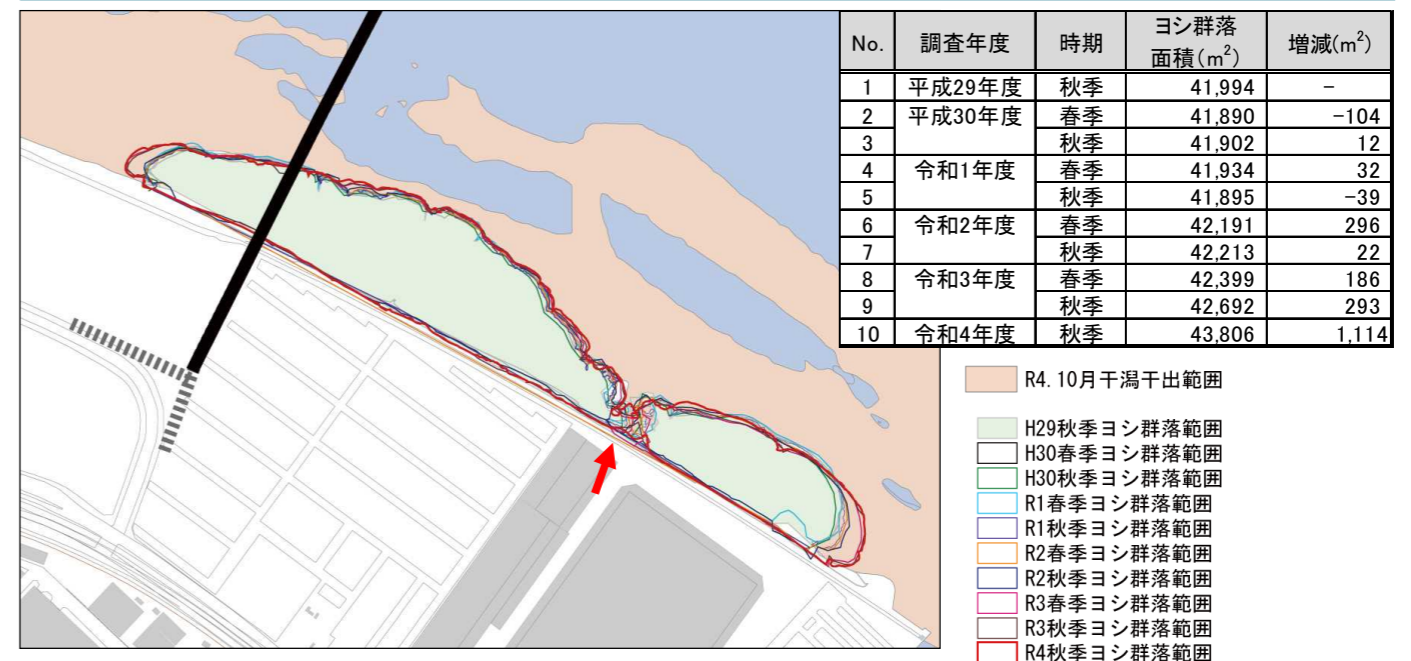 No. 調査年度 時期 ヨシ群落面積(m²) 増減(m²)
1 平成29年度 秋季 41,994 −
2 平成30年度 春季 41,890 −104
3 秋季 41,902 12
4 令和1年度 春季 41,934 32
5 秋季 41,895 −39
6 令和2年度 春季 42,191 296
7 秋季 42,213 22
8 令和3年度 春季 42,399 186
9 秋季 42,692 293
10 令和4年度 秋季 43,806 1,114
R4.10月干潟干出範囲
H29秋季ヨシ群落範囲
H30春季ヨシ群落範囲
H30秋季ヨシ群落範囲
R1春季ヨシ群落範囲
R1秋季ヨシ群落範囲
R2春季ヨシ群落範囲
R2秋季ヨシ群落範囲
R3春季ヨシ群落範囲
R3秋季ヨシ群落範囲
R4秋季ヨシ群落範囲